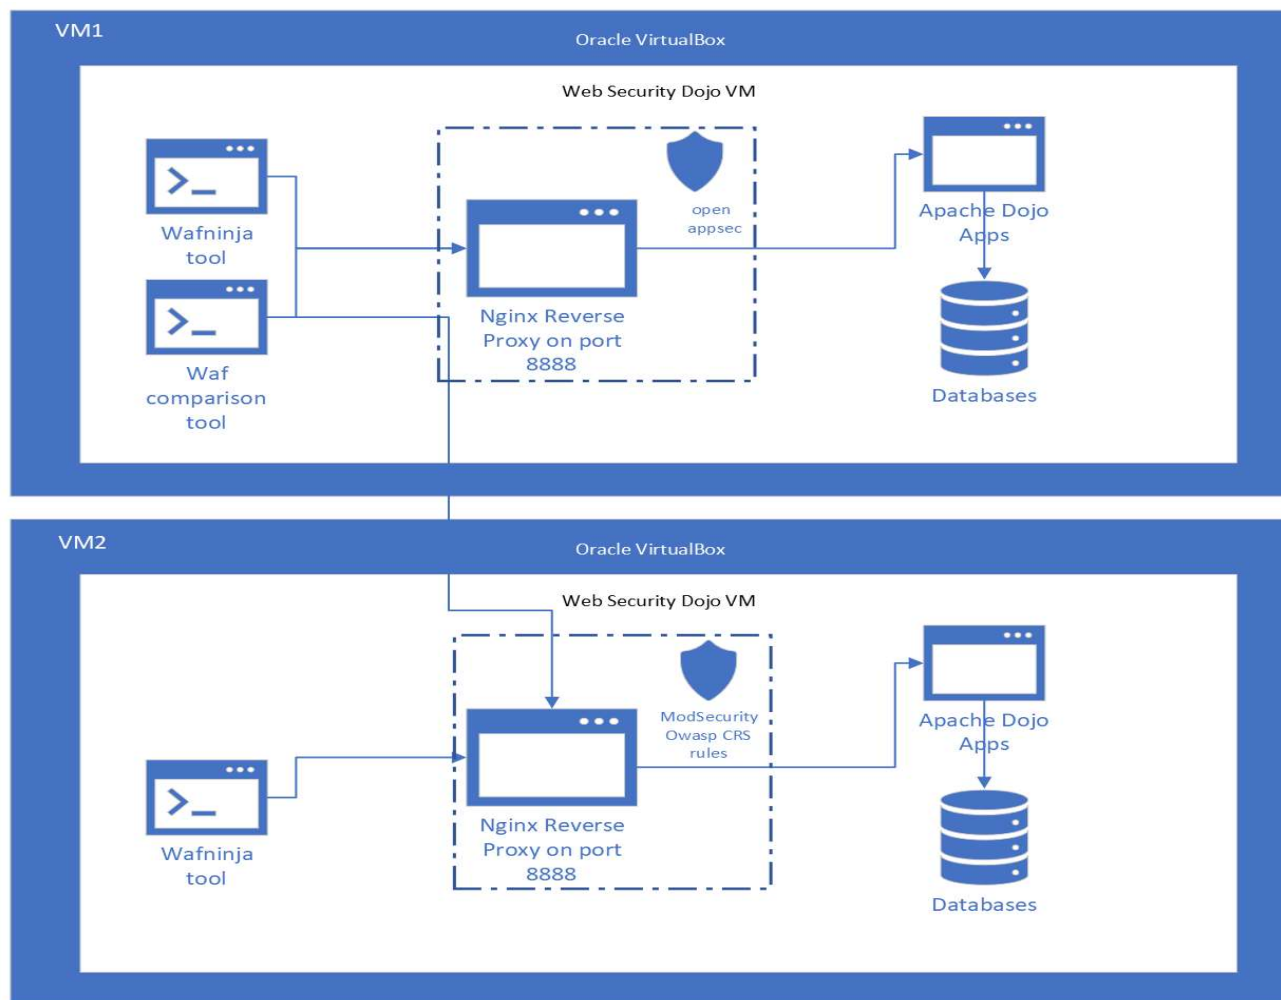 VM1
Oracle VirtualBox
Web Security Dojo VM
Wafninja
tool
open
appsec
Apache Dojo
Apps
Nginx Reverse
Proxy on port
8888
Waf
comparison
tool
Databases
VM2
Oracle VirtualBox
Web Security Dojo VM
ModSecurity
Owasp CRS
rules
Apache Dojo
Apps
Wafninja
tool
Nginx Reverse
Proxy on port
8888
Databases